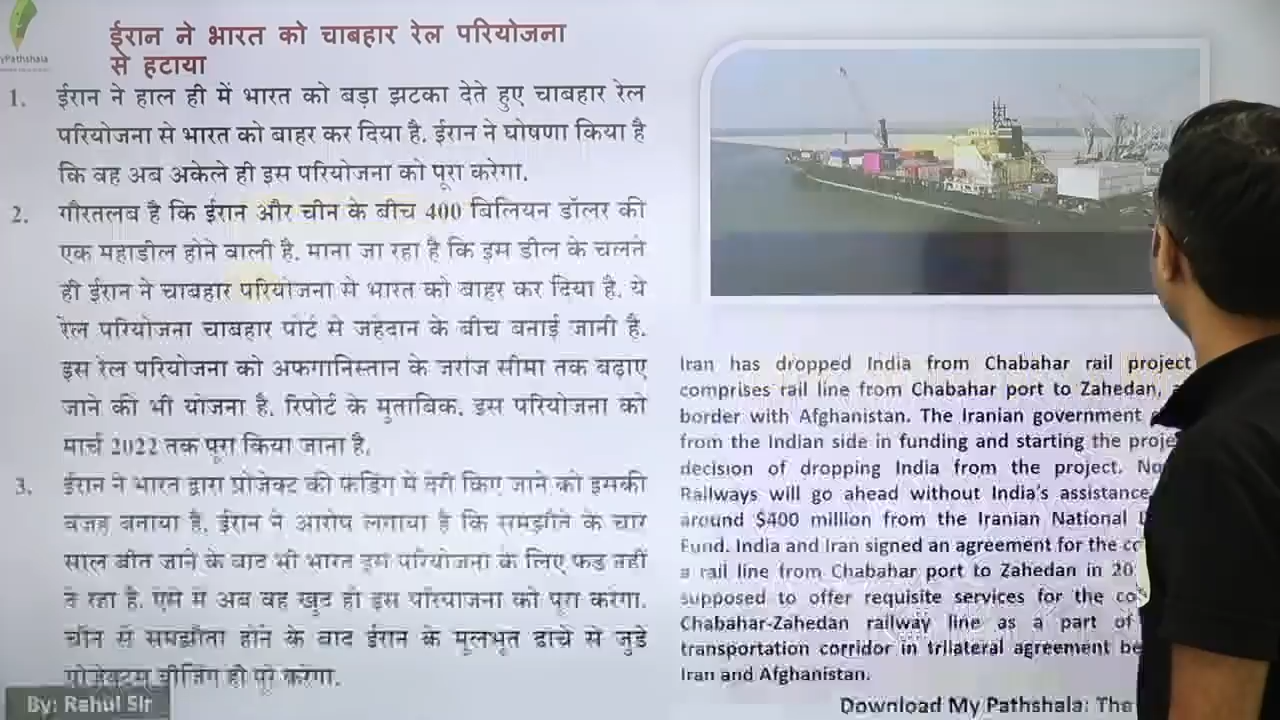 yPathshala
ईरान ने भारत को चाबहार रेल परियोजना
से हटाया
1. ईरान ने हाल ही में भारत को बड़ा झटका देते हुए चाबहार रेल
परियोजना से भारत को बाहर कर दिया है. ईरान ने घोषणा किया है
कि वह अब अकेले ही इस परियोजना को पूरा करेगा.
2. गौरतलब है कि ईरान और चीन के बीच 400 बिलियन डॉलर की
एक महाडील होने वाली है. माना जा रहा है कि इस डील के चलते
ही ईरान ने चाबहार परियोजना से भारत को बाहर कर दिया है. ये
रेल परियोजना चाबहार पोर्ट से जहेदान के बीच बनाई जानी है.
इस रेल परियोजना को अफगानिस्तान के जरांज सीमा तक बढ़ाए
जाने की भी योजना है. रिपोर्ट के मुताबिक, इस परियोजना को
मार्च 2022 तक पूरा किया जाना है.
3. ईरान ने भारत द्वारा प्रोजेक्ट की फंडिंग में देरी किए जाने को इसकी
वजह बनाया है. ईरान ने आरोप लगाया है कि समझौते के चार
साल बीत जाने के बाद भी भारत इस परियोजना के लिए फंड नहीं
दे रहा है. ऐसे में अब वह खुद ही इस परियोजना को पूरा करेगा.
चीन से समझौता होने के बाद ईरान के मूलभूत ढांचे से जुड़े
प्रोजेक्ट्स बीजिंग ही पूरे करेगा.
By: Rahul Sir
Iran has dropped India from Chabahar rail project
comprises rail line from Chabahar port to Zahedan,
border with Afghanistan. The Iranian government
from the Indian side in funding and starting the proje
decision of dropping India from the project. No
Railways will go ahead without India's assistance
around $400 million from the Iranian National
Fund. India and Iran signed an agreement for the co
a rail line from Chabahar port to Zahedan in 20
supposed to offer requisite services for the co
Chabahar-Zahedan railway line as a part of
transportation corridor in trilateral agreement be
Iran and Afghanistan.
Download My Pathshala: The